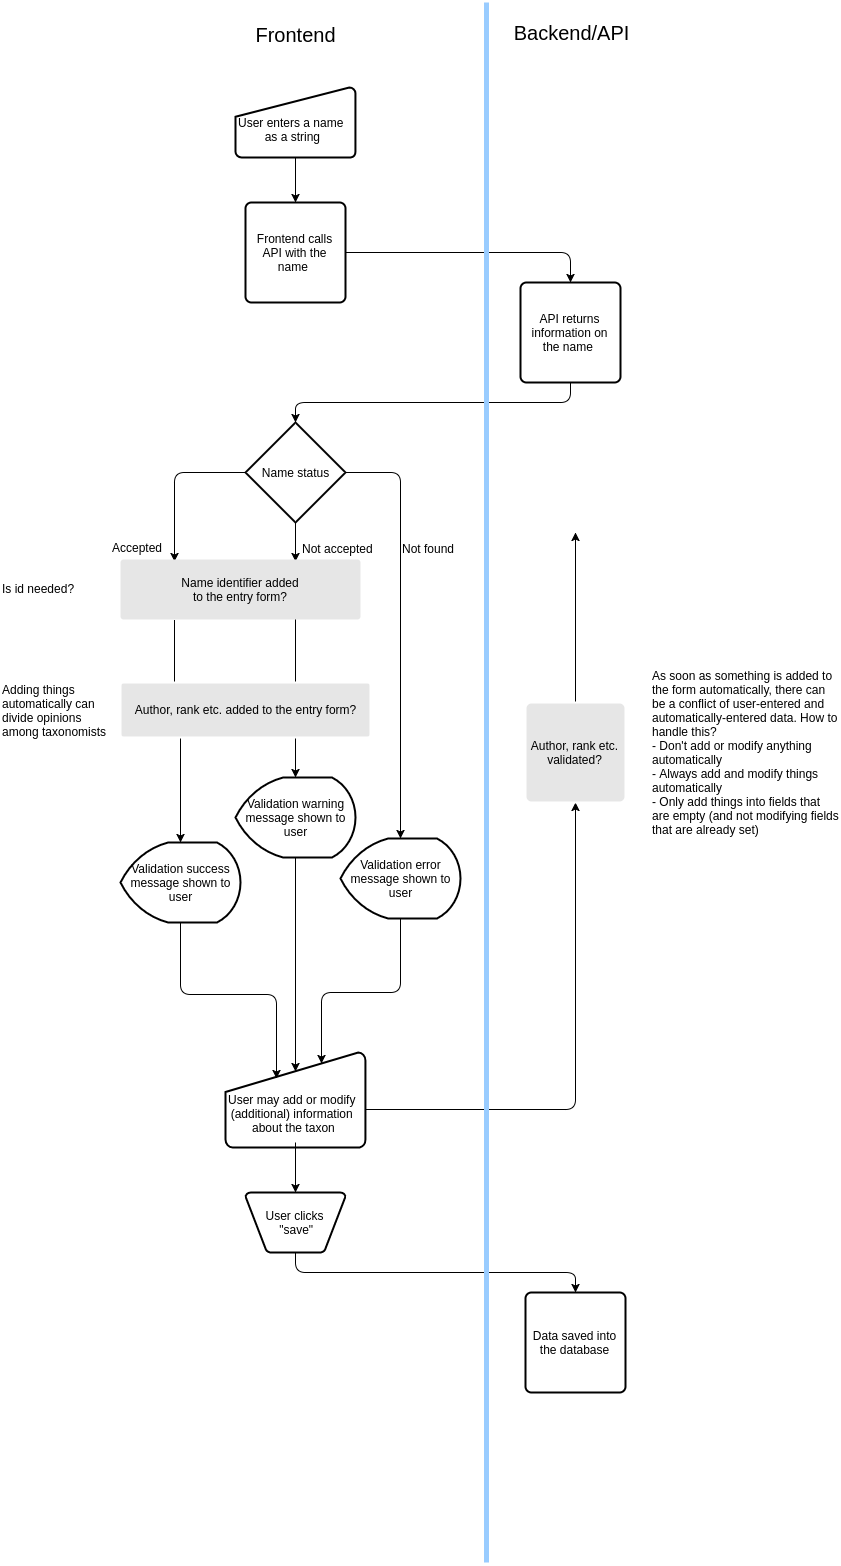 Frontend
Backend/API
User enters a name
as a string
Frontend calls
API with the
name
API returns
information on
the name
Name status
Accepted
Not accepted
Not found
Is id needed?
Name identifier added
to the entry form?
Adding things
automatically can
divide opinions
among taxonomists
Author, rank etc. added to the entry form?
Author, rank etc.
validated?
As soon as something is added to
the form automatically, there can
be a conflict of user-entered and
automatically-entered data. How to
handle this?
- Don't add or modify anything
automatically
- Always add and modify things
automatically
- Only add things into fields that
are empty (and not modifying fields
that are already set)
Validation warning
message shown to
user
Validation success
message shown to
user
Validation error
message shown to
user
User may add or modify
(additional) information
about the taxon
User clicks
"save"
Data saved into
the database